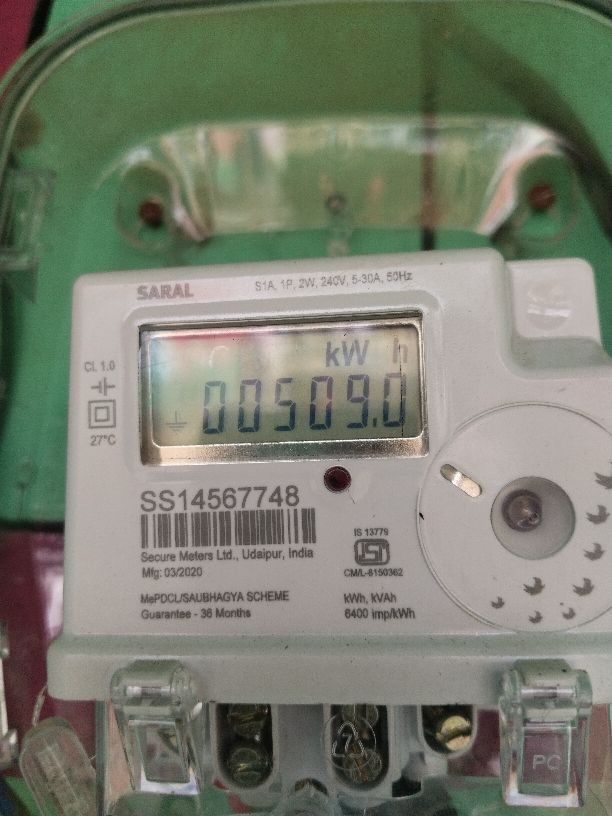 SARAL
S1A, 1P, 2W, 240V, 5-30A, 50Hz
Cl. 1.0
27°C
kW h
00509.0
SS14567748
Secure Meters Ltd., Udaipur, India
Mfg: 03/2020
MePDCL/SAUBHAGYA SCHEME
Guarantee - 36 Months
IS 13779
ISI
CM/L-8150362
kWh, kVAh
6400 imp/kWh
PC